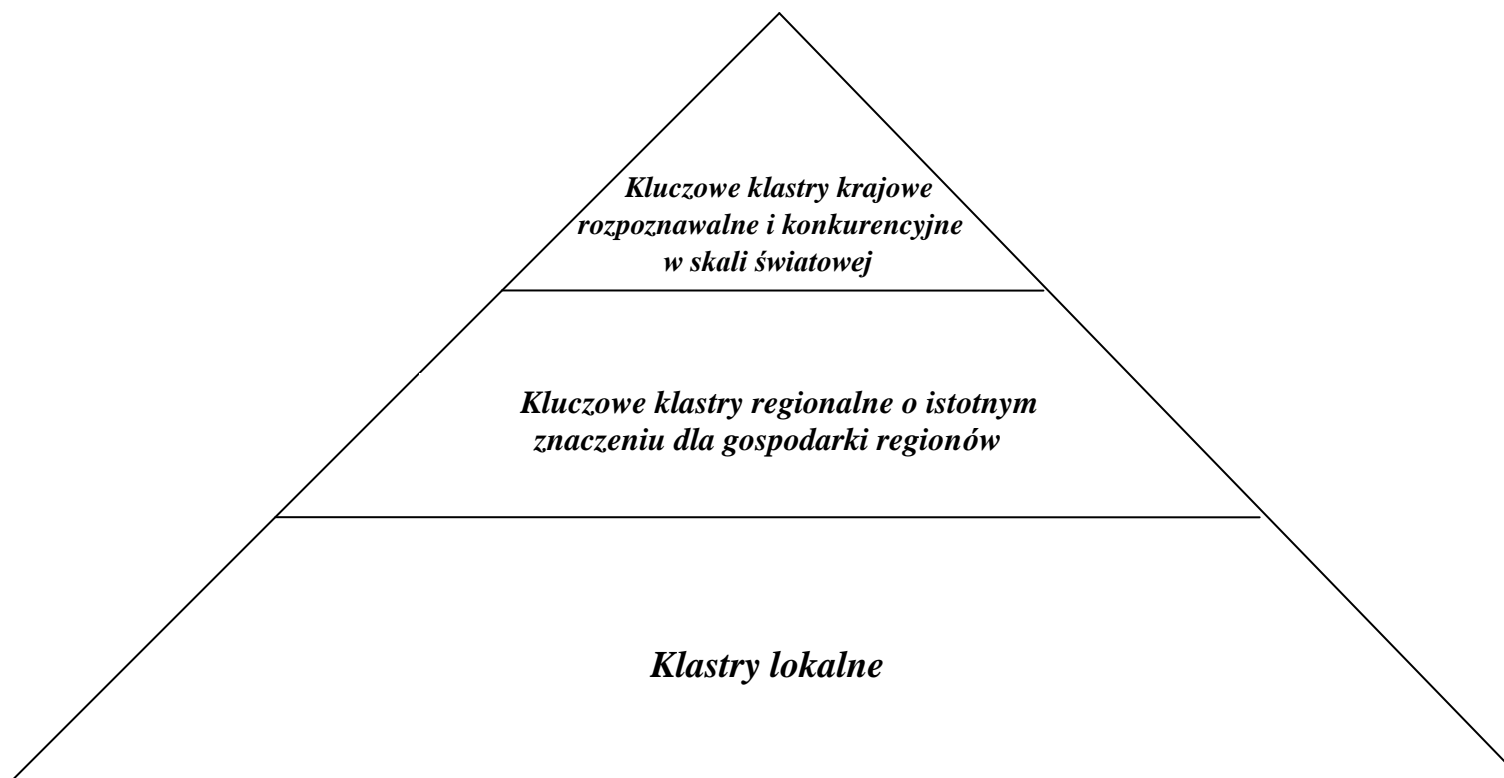 Kluczowe klastry krajowe
rozpoznawalne i konkurencyjne
w skali światowej
Kluczowe klastry regionalne o istotnym
znaczeniu dla gospodarki regionów
Klastry lokalne